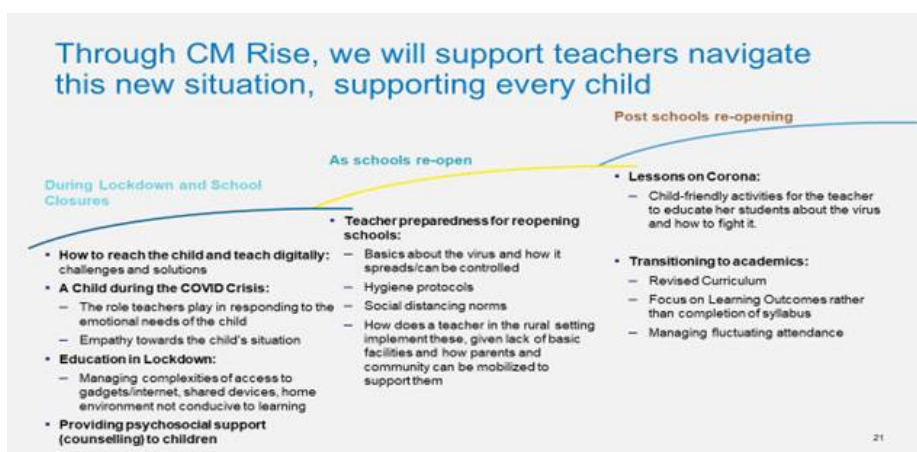 Through CM Rise, we will support teachers navigate
this new situation, supporting every child
During Lockdown and School
Closures
• How to reach the child and teach digitally:
challenges and solutions
• A Child during the COVID Crisis:
– The role teachers play in responding to the
emotional needs of the child
– Empathy towards the child's situation
• Education in Lockdown:
– Managing complexities of access to
gadgets/internet, shared devices, home
environment not conducive to learning
• Providing psychosocial support
(counselling) to children
As schools re-open
• Teacher preparedness for reopening
schools:
– Basics about the virus and how it
spreads/can be controlled
– Hygiene protocols
– Social distancing norms
– How does a teacher in the rural setting
implement these, given lack of basic
facilities and how parents and
community can be mobilized to
support them
Post schools re-opening
• Lessons on Corona:
– Child-friendly activities for the teacher
to educate her students about the virus
and how to fight it.
• Transitioning to academics:
– Revised Curriculum
– Focus on Learning Outcomes rather
than completion of syllabus
– Managing fluctuating attendance
21